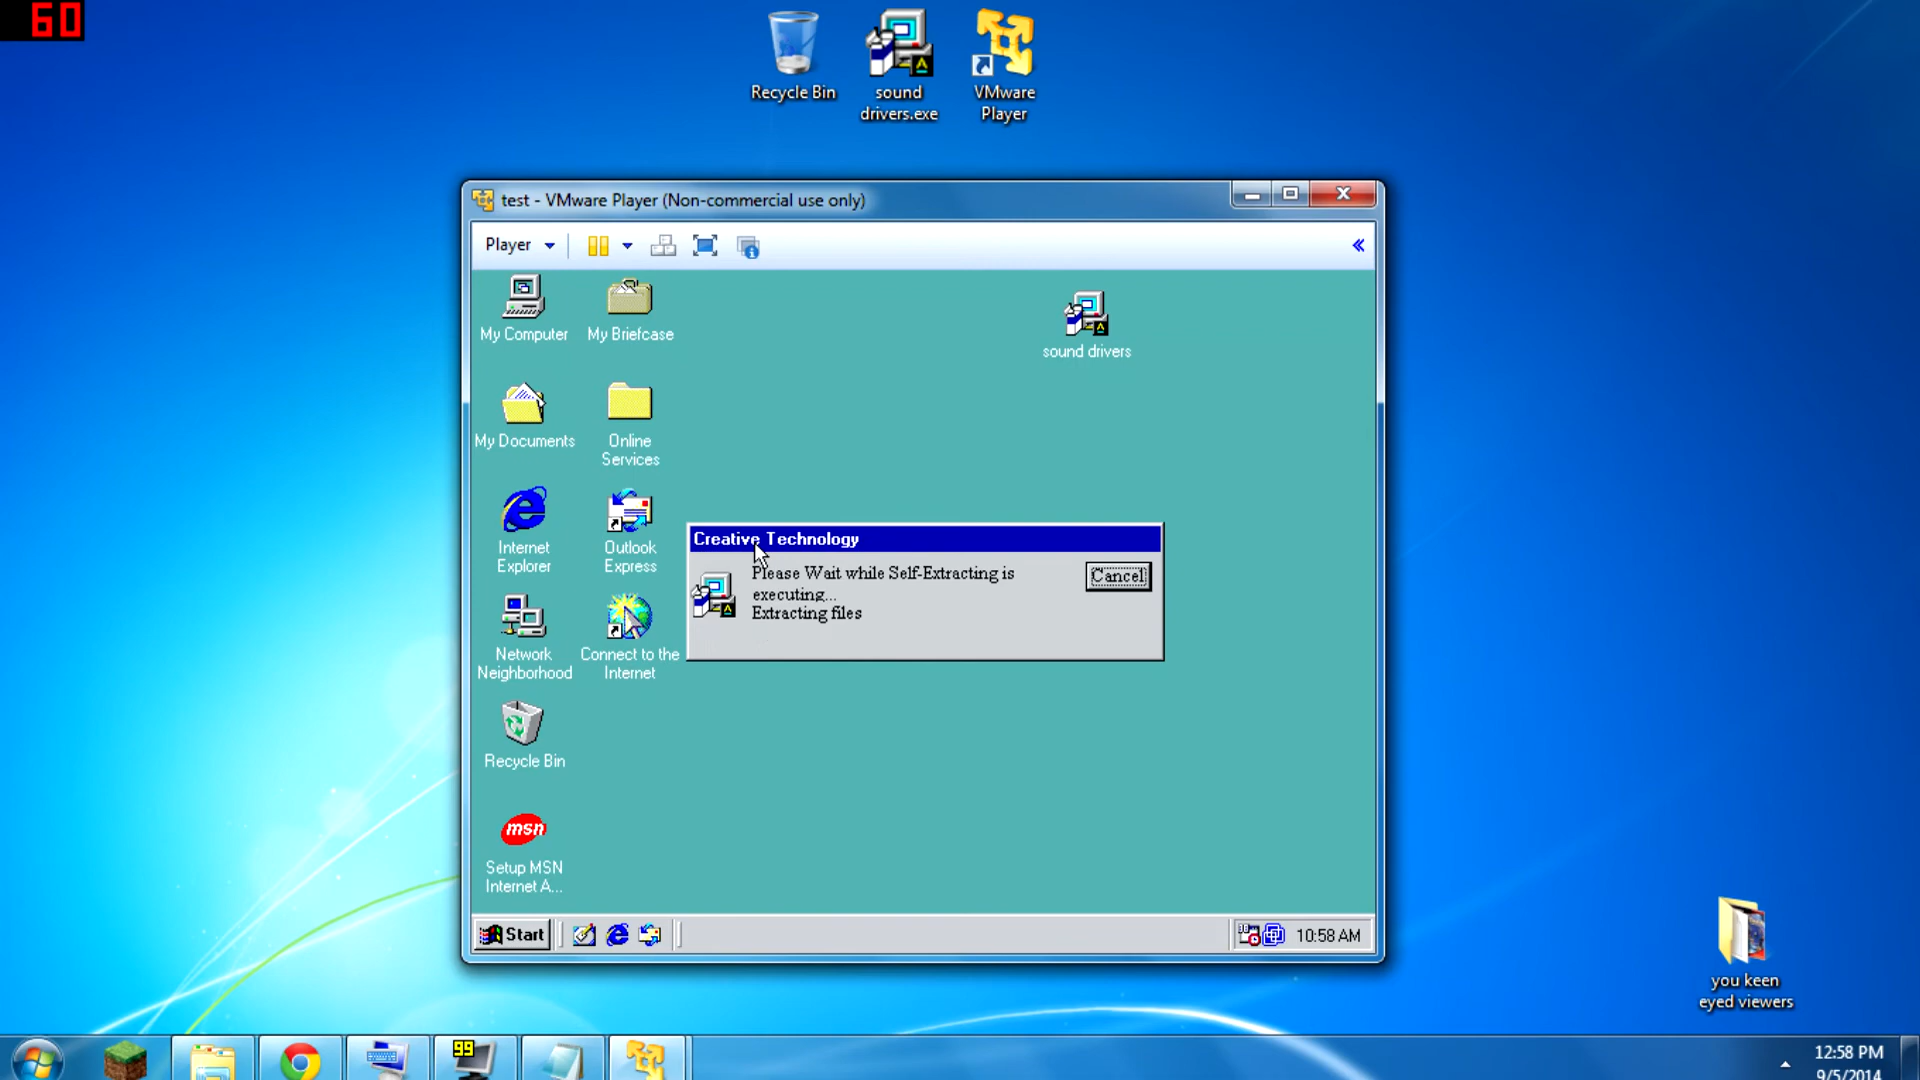 60
Recycle Bin
sound
drivers.exe
VMware
Player
test - VMware Player (Non-commercial use only)
Player
My Computer
My Briefcase
sound drivers
My Documents
Online
Services
Internet
Explorer
Outlook
Express
Creative Technology
Please Wait while Self-Extracting is
executing...
Extracting files
Cancel
Network
Neighborhood
Connect to the
Internet
Recycle Bin
msn
Setup MSN
Internet A...
Start
10:58 AM
you keen
eyed viewers
99
12:58 PM
9/5/2014